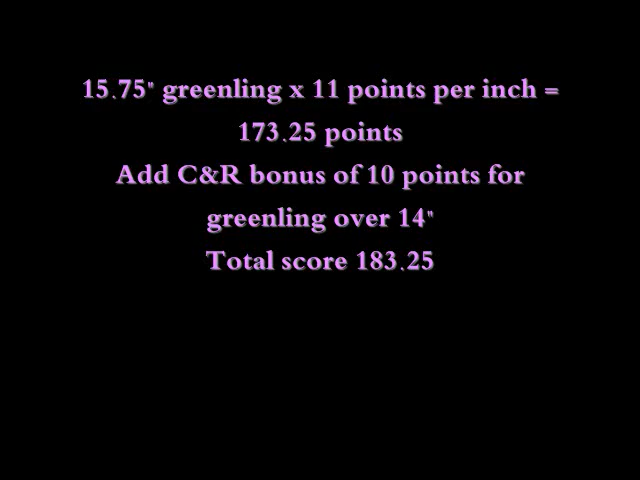 15.75" greenling x 11 points per inch =
173.25 points
Add C&R bonus of 10 points for
greenling over 14"
Total score 183.25